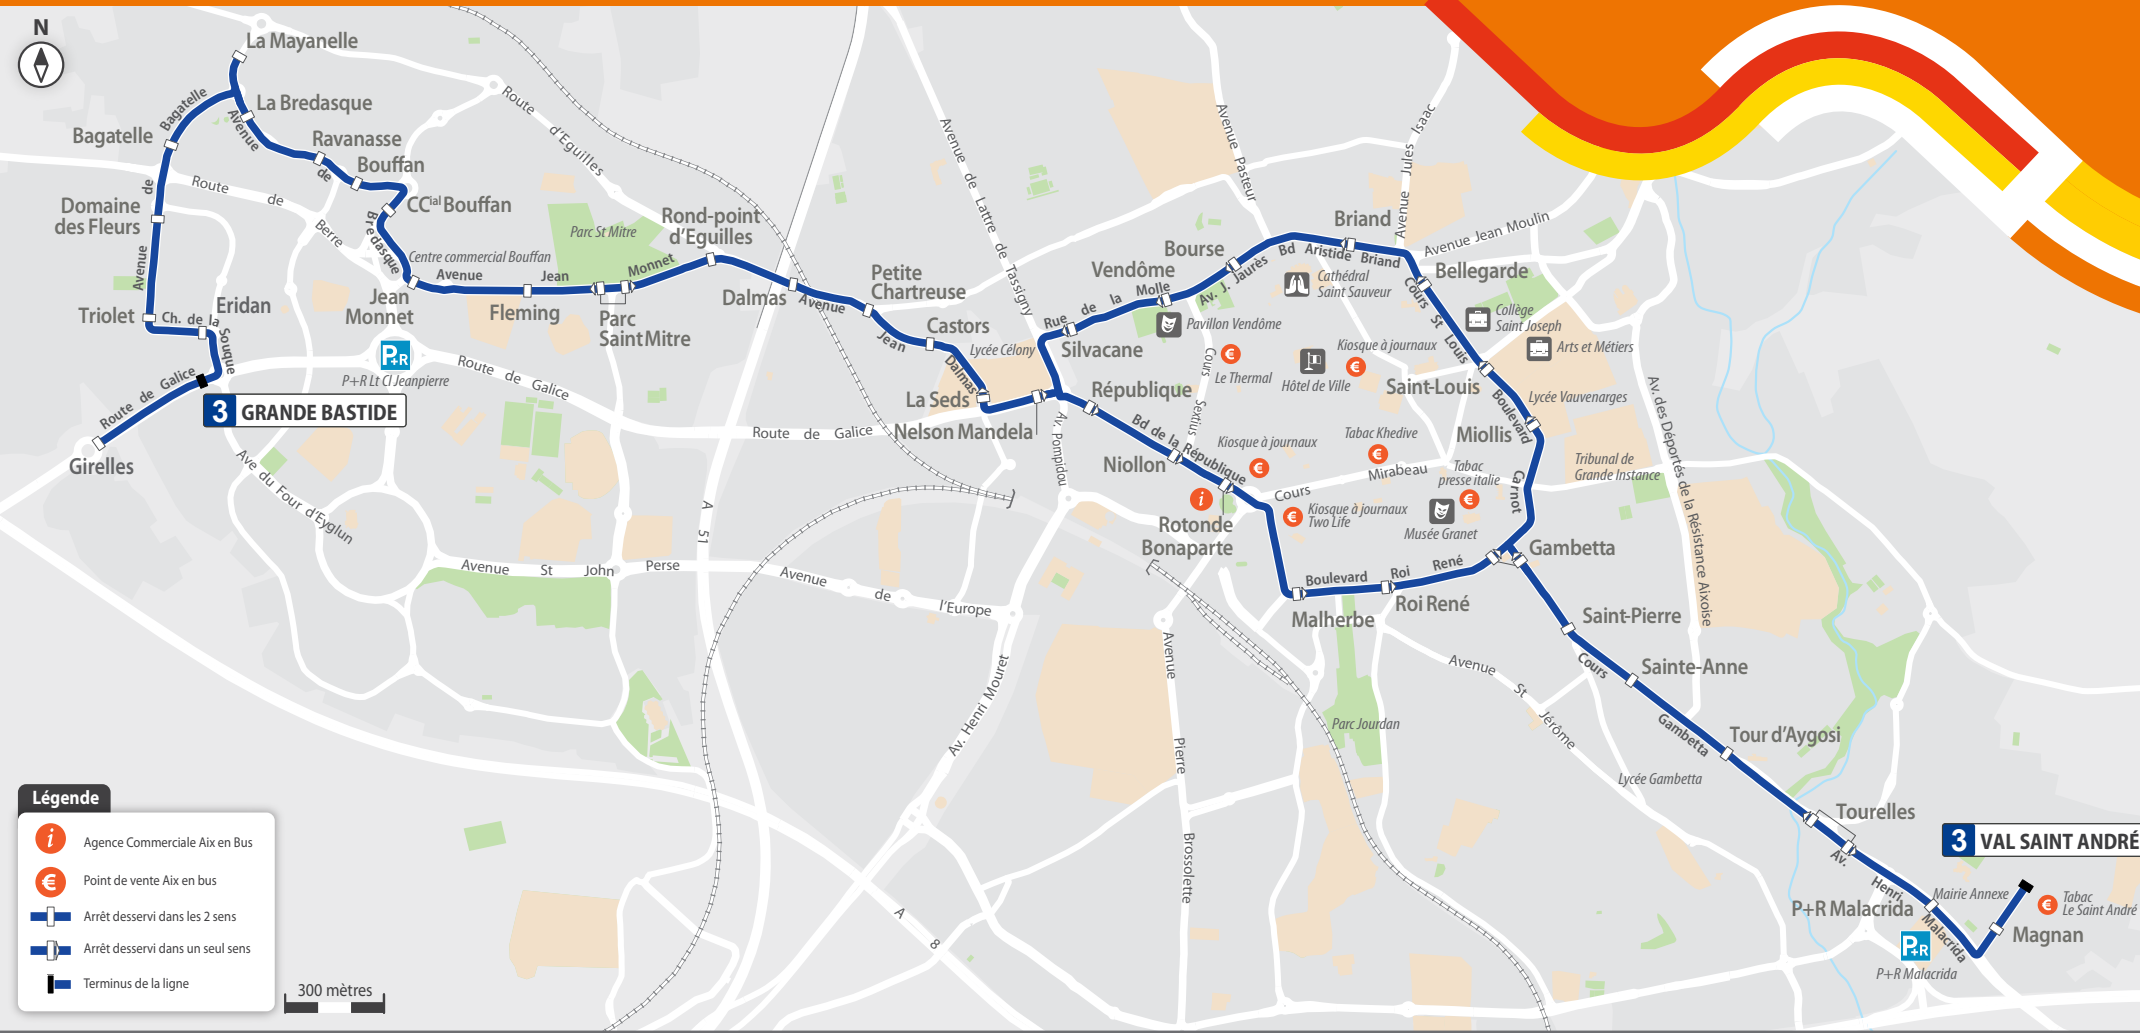 N
La Mayanelle
La Bredasque
Bagatelle
Bagatelle
Avenue
de
Bredasque
Ravanasse
Bouffan
CCial Bouffan
Route
d'Eguilles
Route
de
Berre
Domaine
des Fleurs
de
Avenue
Triolet
Eridan
Ch. de la
Souque
Route de Galice
3 GRANDE BASTIDE
Girelles
Centre commercial Bouffan
Jean
Monnet
P+R
P+R Lt Cl Jeanpierre
Avenue
Jean
Monnet
Fleming
Parc St Mitre
Parc
Saint Mitre
Rond-point
d'Eguilles
Dalmas
Avenue
Jean
Dalmas
Petite
Chartreuse
Castors
Lycée Célony
La Seds
Nelson Mandela
Route de Galice
Route de Galice
Ave du Four d'Eyglun
Avenue St John Perse
A 51
Avenue
de
l'Europe
Av. Henri Mouret
Avenue
de
Lattre
de
Tassigny
Av. Pompidou
Avenue Pasteur
Avenue Jules Isaac
Avenue Jean Moulin
Silvacane
Rue de la Molle
Vendôme
Pavillon Vendôme
Bourse
Av. J. Jaurès
Bd Aristide Briand
Briand
Cathédral
Saint Sauveur
Bellegarde
Cours St Louis
Collège
Saint Joseph
Arts et Métiers
Kiosque à journaux
Le Thermal
Hôtel de Ville
Saint-Louis
Lycée Vauvenarges
Boulevard
Carnot
Miollis
Cours
Sextius
République
Bd de la République
Niollon
Kiosque à journaux
Tabac Khedive
Cours
Mirabeau
Tabac
presse italie
Tribunal de
Grande Instance
i
Rotonde
Bonaparte
Kiosque à journaux
Two Life
Musée Granet
Gambetta
Boulevard
Roi
René
Malherbe
Roi René
Av. des Déportés de la Résistance Aixoise
Saint-Pierre
Cours
Gambetta
Sainte-Anne
Avenue
St
Jérôme
Parc Jourdan
Tour d'Aygosi
Lycée Gambetta
Avenue
Pierre
Brossolette
A 8
Tourelles
Av.
Henri
Malacrida
3 VAL SAINT ANDRÉ
Mairie Annexe
P+R Malacrida
P+R
P+R Malacrida
Tabac
Le Saint André
Magnan
Légende
i Agence Commerciale Aix en Bus
€ Point de vente Aix en bus
Arrêt desservi dans les 2 sens
Arrêt desservi dans un seul sens
Terminus de la ligne
300 mètres